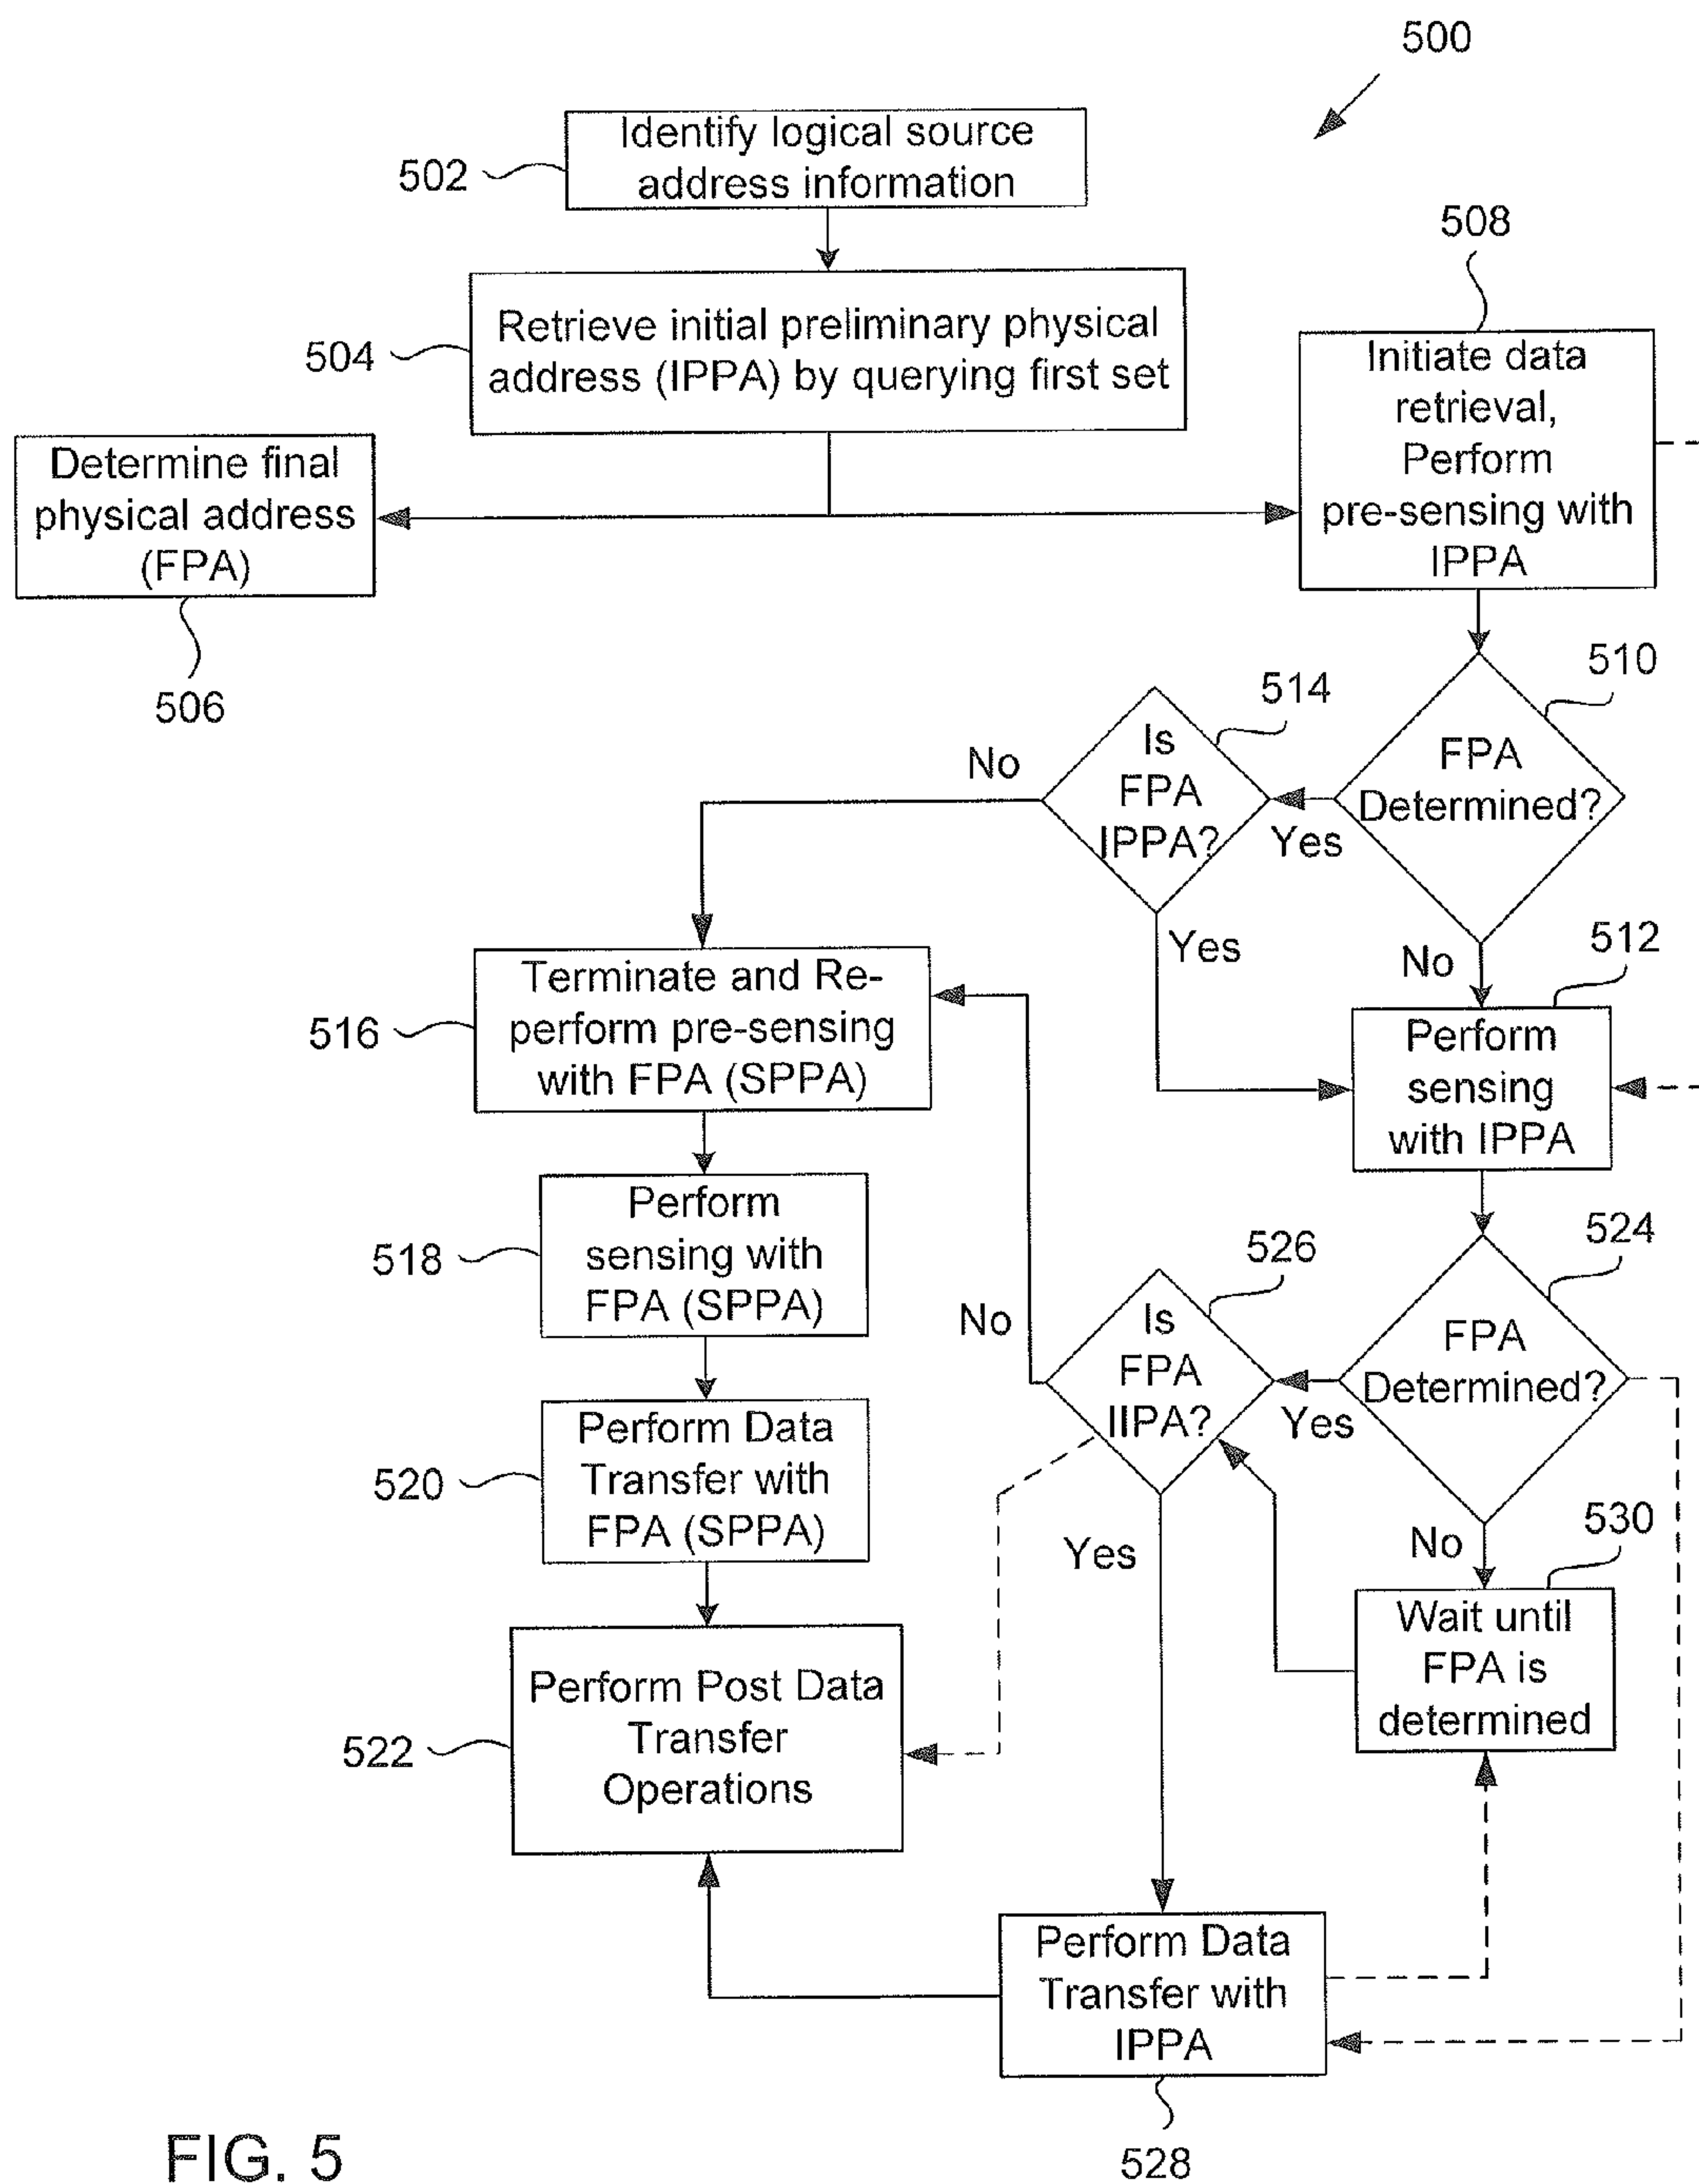 500
Identify logical source
address information
502
508
Retrieve initial preliminary physical
address (IPPA) by querying first set
504
Initiate data
retrieval,
Perform
pre-sensing with
IPPA
Determine final
physical address
(FPA)
506
510
FPA
Determined?
514
Is
FPA
IPPA?
No
Yes
Yes
No
512
Terminate and Re-
perform pre-sensing
with FPA (SPPA)
516
Perform
sensing
with IPPA
Perform
sensing with
FPA (SPPA)
518
524
FPA
Determined?
526
Is
FPA
IIPA?
No
Yes
Yes
No
530
Perform Data
Transfer with
FPA (SPPA)
520
Wait until
FPA is
determined
Perform Post Data
Transfer
Operations
522
Perform Data
Transfer with
IPPA
528
FIG. 5